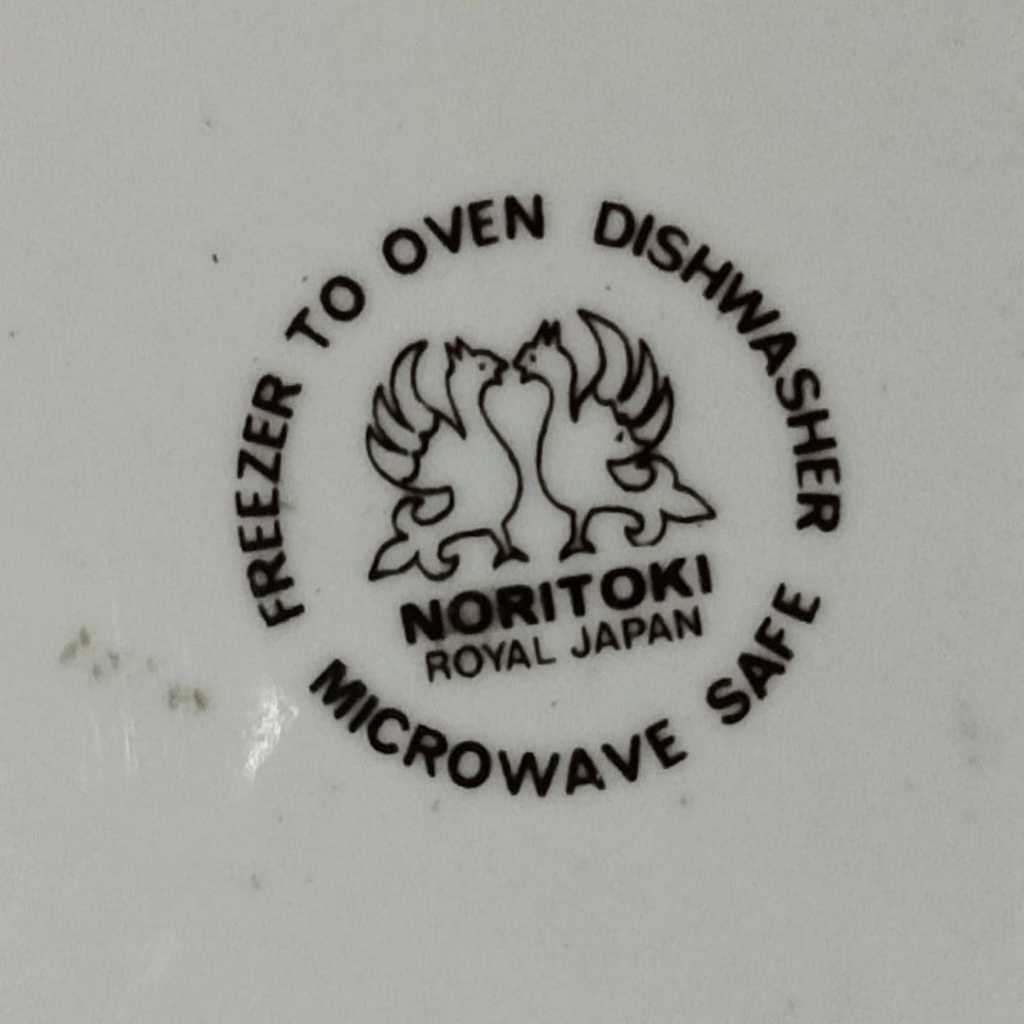 FREEZER TO OVEN DISHWASHER
MICROWAVE SAFE
NORITOKI
ROYAL JAPAN